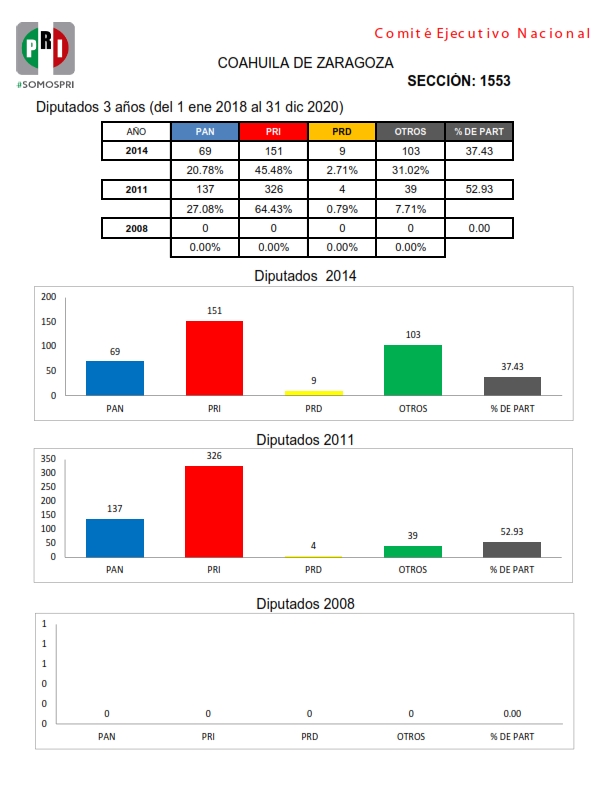 Comité Ejecutivo Nacional
PRI
#SOMOSPRI
COAHUILA DE ZARAGOZA
SECCIÓN: 1553
Diputados 3 años (del 1 ene 2018 al 31 dic 2020)
AÑO PAN PRI PRD OTROS % DE PART
2014 69 151 9 103 37.43
20.78% 45.48% 2.71% 31.02%
2011 137 326 4 39 52.93
27.08% 64.43% 0.79% 7.71%
2008 0 0 0 0 0.00
0.00% 0.00% 0.00% 0.00%
Diputados 2014
200
150
100
50
0
69 151 9 103 37.43
PAN PRI PRD OTROS % DE PART
Diputados 2011
350
300
250
200
150
100
50
0
137 326 4 39 52.93
PAN PRI PRD OTROS % DE PART
Diputados 2008
1
1
1
0
0
0
0 0 0 0 0.00
PAN PRI PRD OTROS % DE PART